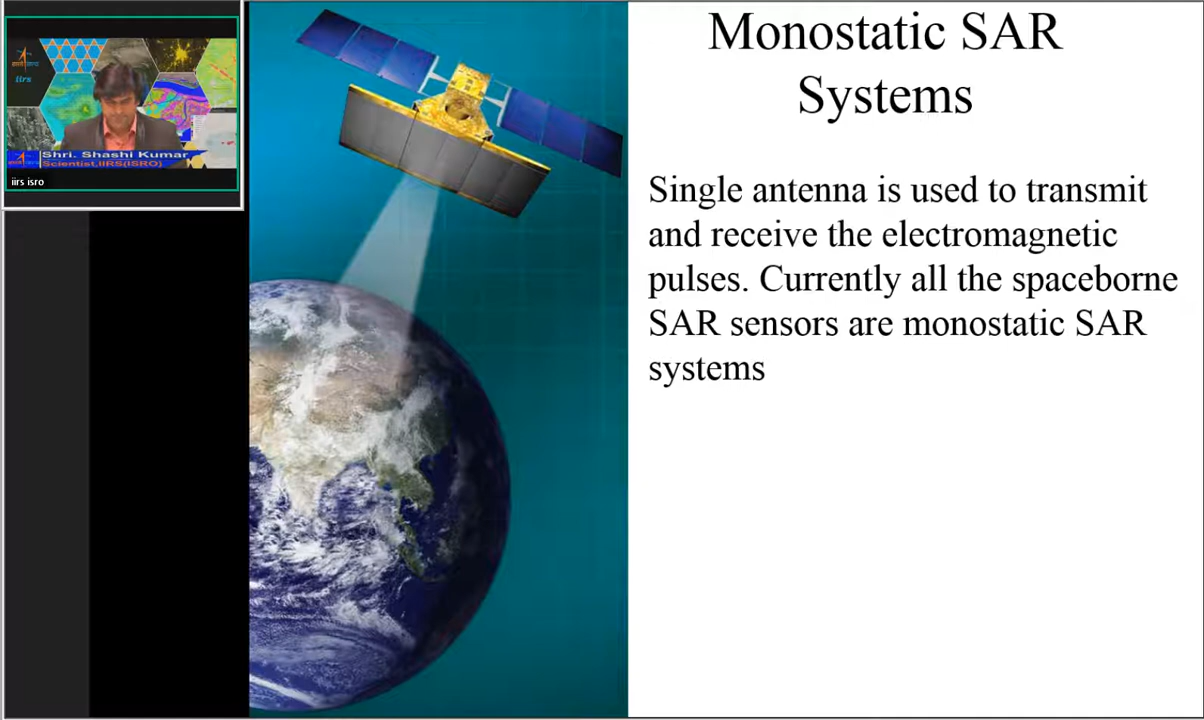 Monostatic SAR
Systems
Single antenna is used to transmit
and receive the electromagnetic
pulses. Currently all the spaceborne
SAR sensors are monostatic SAR
systems
iirs
Shri. Shashi Kumar
Scientist,IIRS(ISRO)
iirs isro